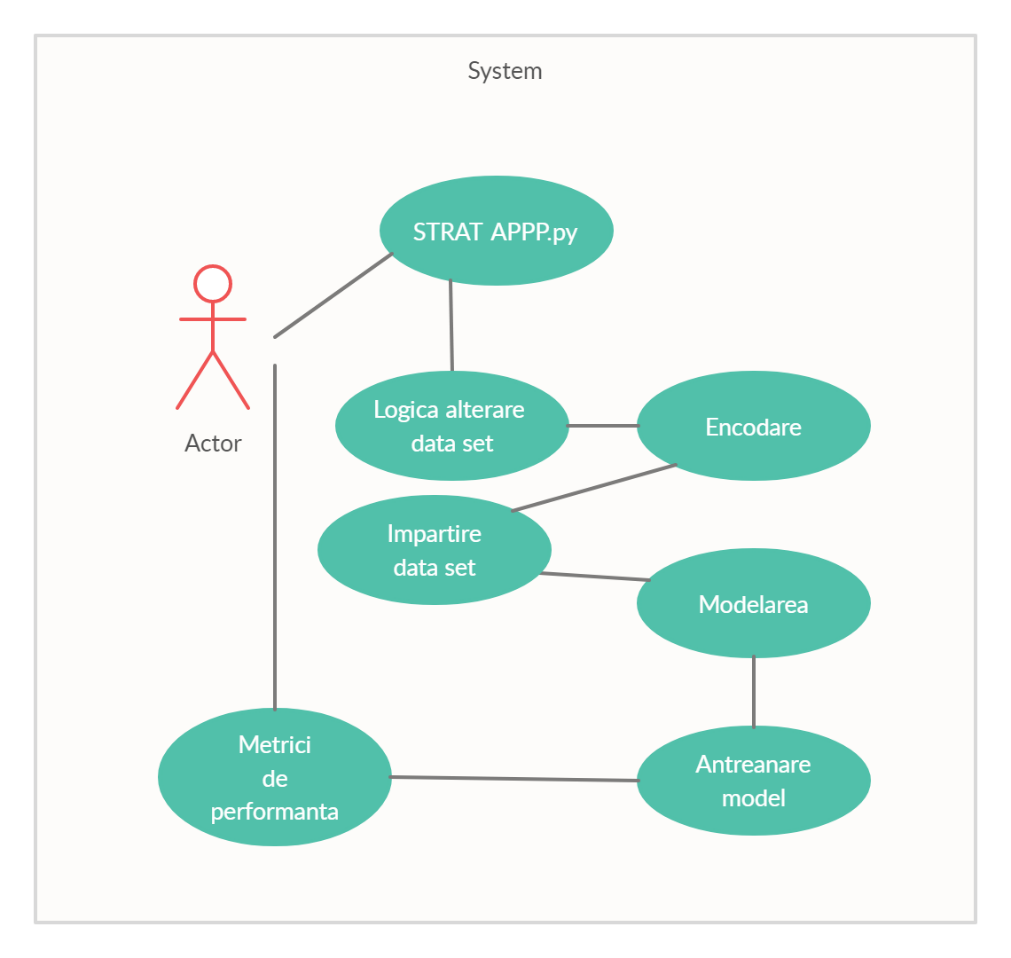 System
STRAT APPP.py
Actor
Logica alterare
data set
Encodare
Impartire
data set
Modelarea
Metrici
de
performanta
Antreanare
model